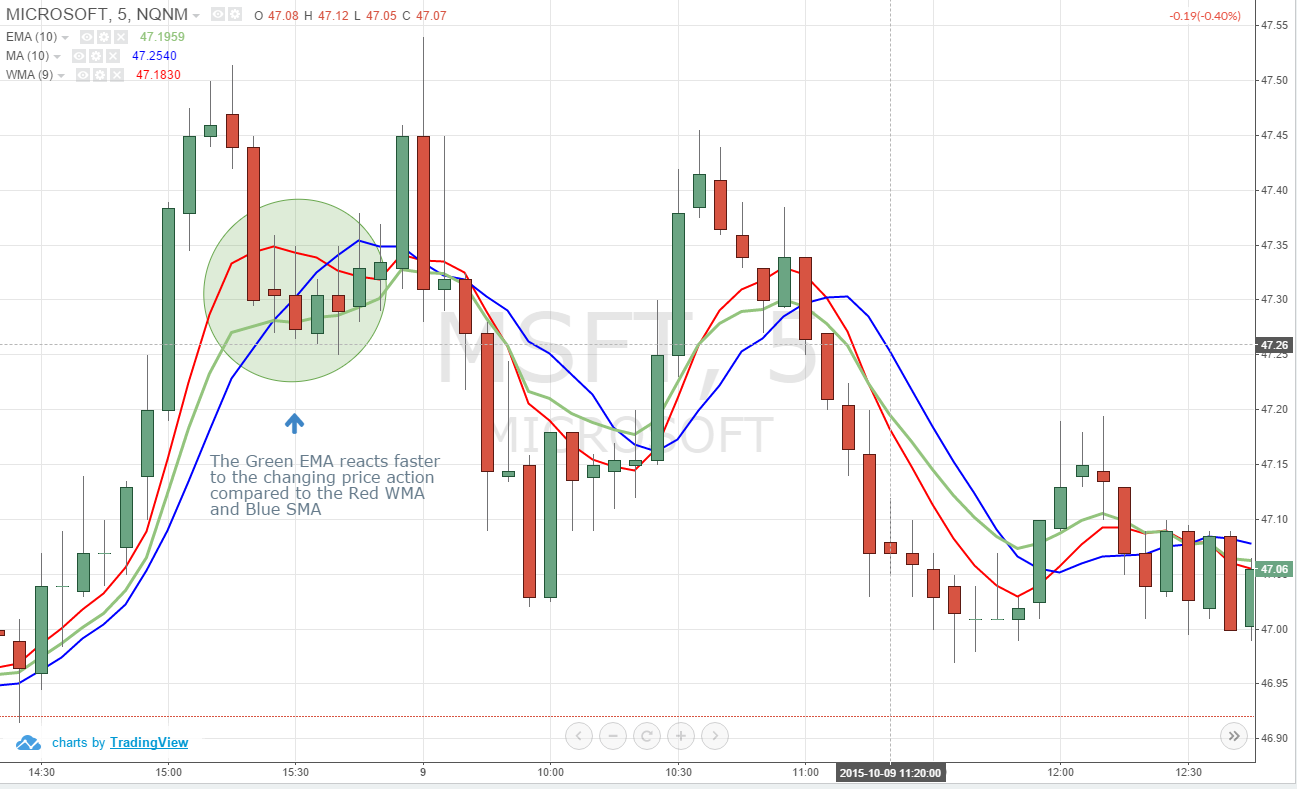 MICROSOFT, 5, NQNM O 47.08 H 47.12 L 47.05 C 47.07 -0.19(-0.40%)
EMA (10) 47.1959
MA (10) 47.2540
WMA (9) 47.1830
47.55
47.50
47.45
47.40
47.35
47.30
47.26
47.25
47.20
47.15
47.10
47.06
47.00
46.95
46.90
MSFT, 5
MICROSOFT
The Green EMA reacts faster
to the changing price action
compared to the Red WMA
and Blue SMA
charts by TradingView
14:30 15:00 15:30 9 10:00 10:30 11:00 2015-10-09 11:20:00 12:00 12:30